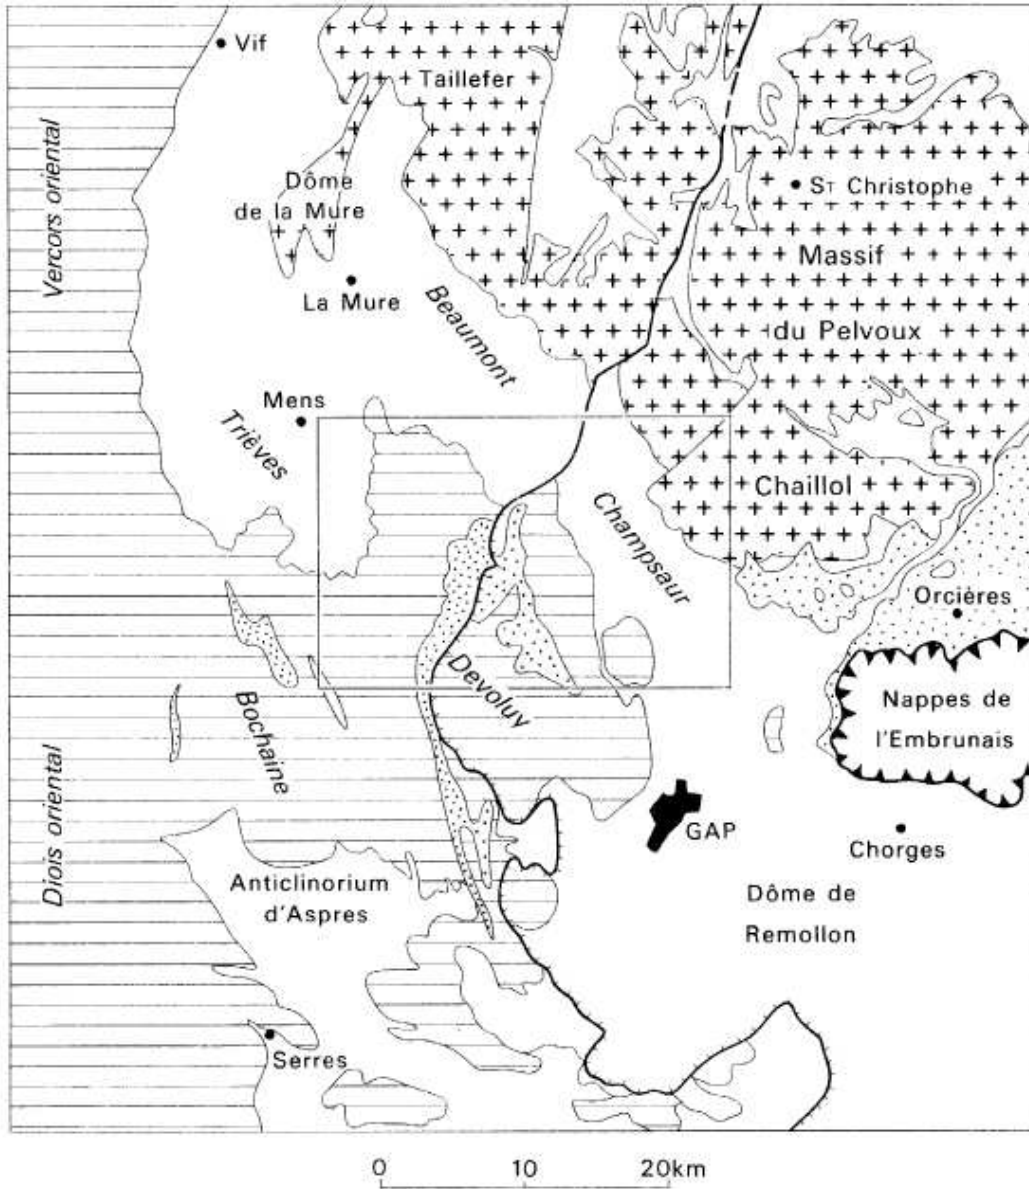 Vif
Taillefer
Vercors oriental
Dôme
de la Mure
ST Christophe
Massif
du Pelvoux
La Mure
Beaumont
Mens
Trièves
Chaillol
Champsaur
Orcières
Devoluy
Bochaine
Nappes de
l'Embrunais
GAP
Chorges
Diois oriental
Anticlinorium
d'Aspres
Dôme de
Remollon
Serres
0 10 20km